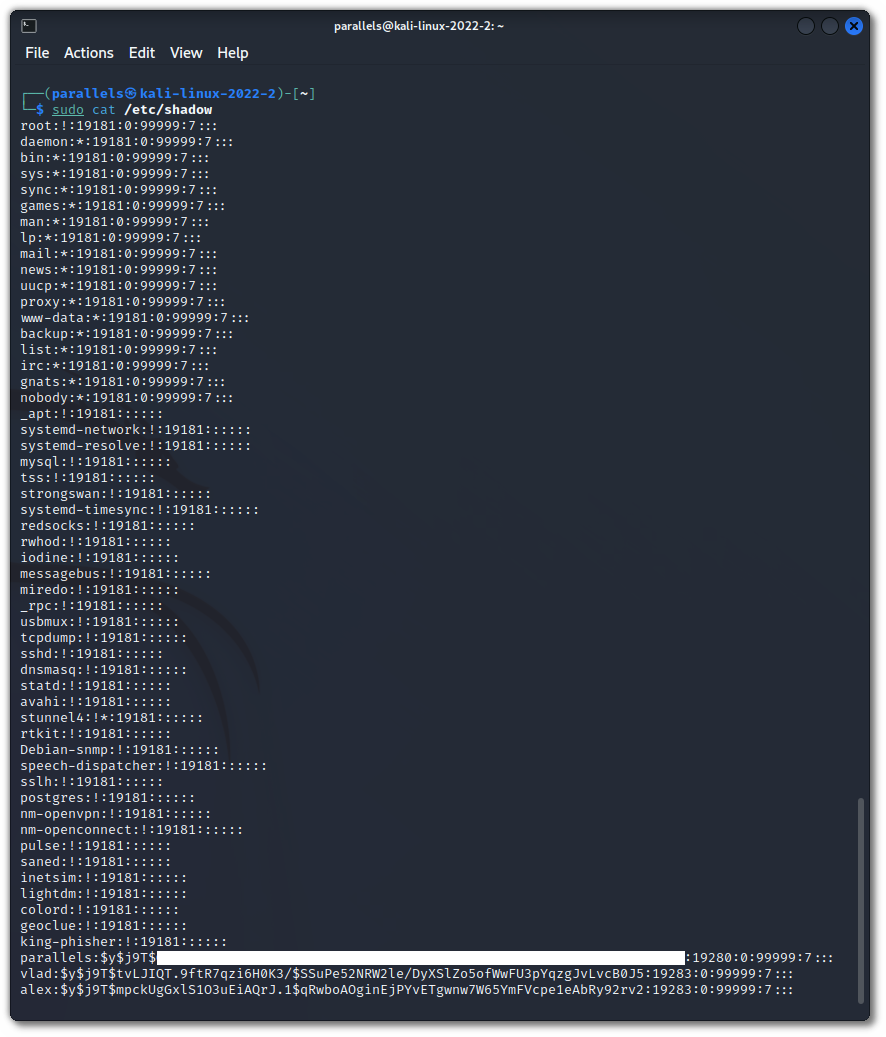 parallels@kali-linux-2022-2: ~
File Actions Edit View Help
┌──(parallels㉿kali-linux-2022-2)-[~]
└─$ sudo cat /etc/shadow
root:!:19181:0:99999:7:::
daemon:*:19181:0:99999:7:::
bin:*:19181:0:99999:7:::
sys:*:19181:0:99999:7:::
sync:*:19181:0:99999:7:::
games:*:19181:0:99999:7:::
man:*:19181:0:99999:7:::
lp:*:19181:0:99999:7:::
mail:*:19181:0:99999:7:::
news:*:19181:0:99999:7:::
uucp:*:19181:0:99999:7:::
proxy:*:19181:0:99999:7:::
www-data:*:19181:0:99999:7:::
backup:*:19181:0:99999:7:::
list:*:19181:0:99999:7:::
irc:*:19181:0:99999:7:::
gnats:*:19181:0:99999:7:::
nobody:*:19181:0:99999:7:::
_apt:!:19181::::::
systemd-network:!:19181::::::
systemd-resolve:!:19181::::::
mysql:!:19181::::::
tss:!:19181::::::
strongswan:!:19181::::::
systemd-timesync:!:19181::::::
redsocks:!:19181::::::
rwhod:!:19181::::::
iodine:!:19181::::::
messagebus:!:19181::::::
miredo:!:19181::::::
_rpc:!:19181::::::
usbmux:!:19181::::::
tcpdump:!:19181::::::
sshd:!:19181::::::
dnsmasq:!:19181::::::
statd:!:19181::::::
avahi:!:19181::::::
stunnel4:!*:19181::::::
rtkit:!:19181::::::
Debian-snmp:!:19181::::::
speech-dispatcher:!:19181::::::
sslh:!:19181::::::
postgres:!:19181::::::
nm-openvpn:!:19181::::::
nm-openconnect:!:19181::::::
pulse:!:19181::::::
saned:!:19181::::::
inetsim:!:19181::::::
lightdm:!:19181::::::
colord:!:19181::::::
geoclue:!:19181::::::
king-phisher:!:19181::::::
parallels:$y$j9T$ :19280:0:99999:7:::
vlad:$y$j9T$tvLJIQT.9ftR7qzi6H0K3/$SSuPe52NRW2le/DyXSlZo5ofWwFU3pYqzgJvLvcB0J5:19283:0:99999:7:::
alex:$y$j9T$mpckUgGxlS1O3uEiAQrJ.1$qRwboAOginEjPYvETgwnw7W65YmFVcpe1eAbRy92rv2:19283:0:99999:7:::